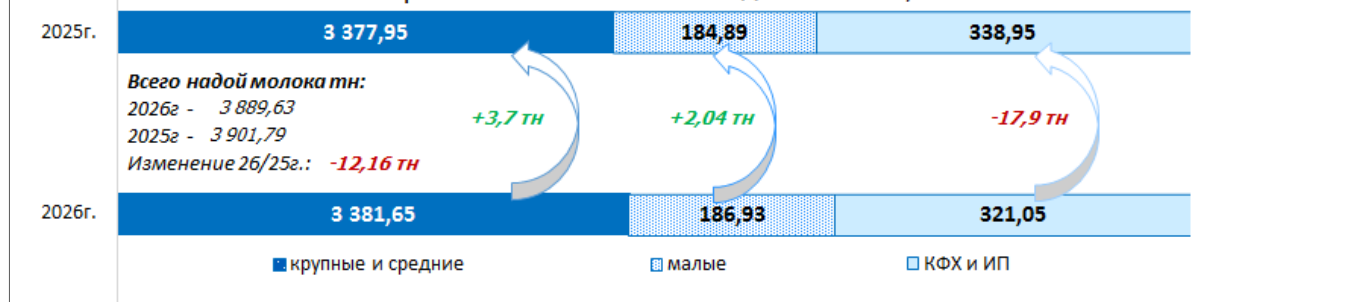 2025г.
3 377,95
184,89
338,95
Всего надой молока тн:
2026г - 3 889,63
2025г - 3 901,79
Изменение 26/25г.: -12,16 тн
+3,7 тн
+2,04 тн
-17,9 тн
2026г.
3 381,65
186,93
321,05
крупные и средние
малые
КФХ и ИП